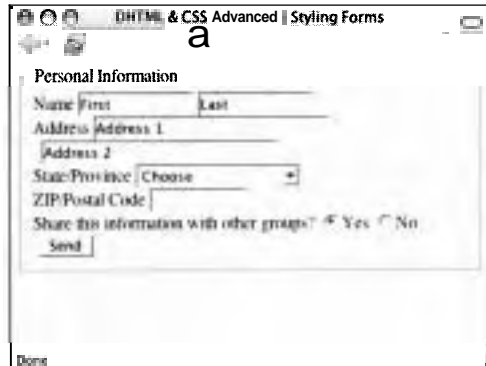 DHTML & CSS Advanced | Styling Forms
a
Personal Information
Name First Last
Address Address 1
Address 2
State/Province Choose
ZIP/Postal Code
Share this information with other groups? Yes No
Send
Done